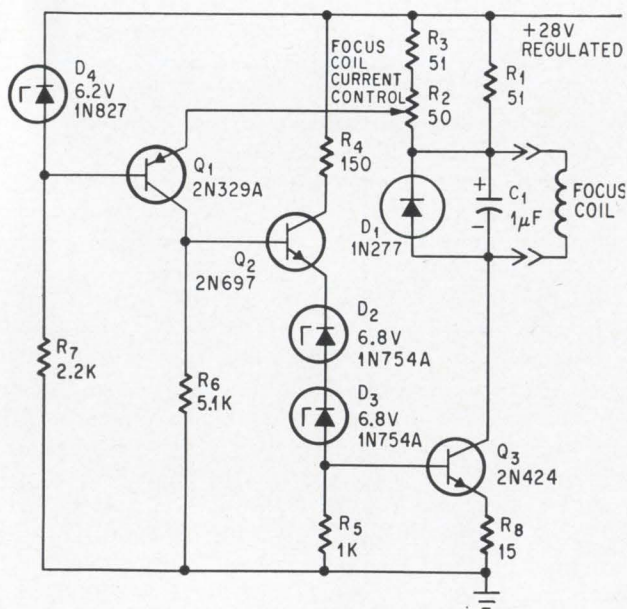 +28V
REGULATED
FOCUS
COIL
CURRENT
CONTROL
R3
51
R1
51
D4
6.2V
1N827
R2
50
R4
150
Q1
2N329A
+
C1
1μF
−
FOCUS
COIL
D1
1N277
Q2
2N697
D2
6.8V
1N754A
R7
2.2K
R6
5.1K
D3
6.8V
1N754A
Q3
2N424
R5
1K
R8
15